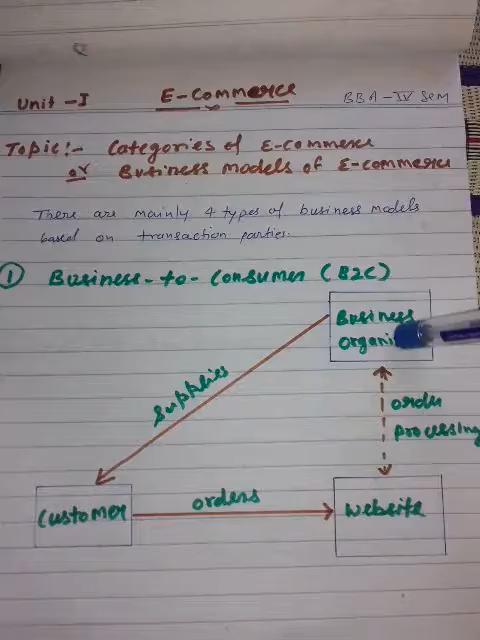 Unit -I
E-Commerce
BBA-IV Sem
Topic:- Categories of E-commerce
or Business models of E-commerce
There are mainly 4 types of business models
based on transaction parties.
① Business-to-Consumer (B2C)
Business
Supplies
order
processing
Customer
orders
Website